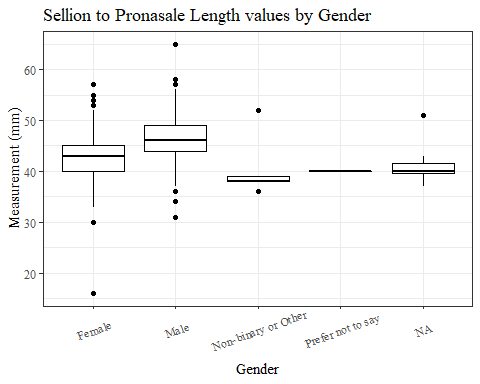 Sellion to Pronasale Length values by Gender
Measurement (mm)
60
50
40
30
20
Female
Male
Non-binary or Other
Prefer not to say
NA
Gender